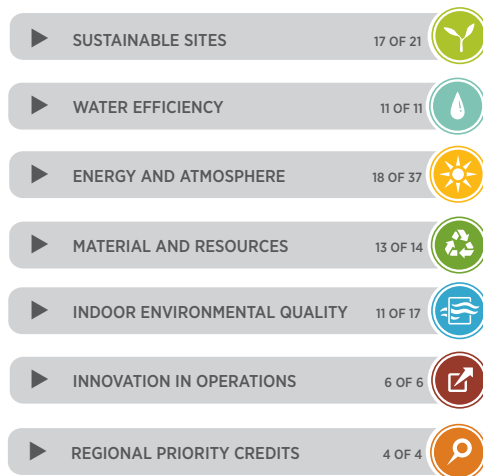 SUSTAINABLE SITES 17 OF 21
WATER EFFICIENCY 11 OF 11
ENERGY AND ATMOSPHERE 18 OF 37
MATERIAL AND RESOURCES 13 OF 14
INDOOR ENVIRONMENTAL QUALITY 11 OF 17
INNOVATION IN OPERATIONS 6 OF 6
REGIONAL PRIORITY CREDITS 4 OF 4